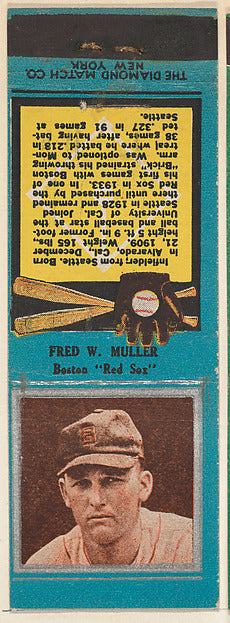 THE DIAMOND MATCH CO.
NEW YORK
Infielder, from Seattle. Born
in Alvarado, Cal., December
21, 1909. Weight 165 lbs.,
height 5 ft. 9 in. Former foot-
ball and baseball star at the
University of Cal. Joined
Seattle in 1928 and remained
there until purchased by the
Red Sox in 1933. In one of
his first games with Boston
"Brick" strained his throwing
arm. Was optioned to Mon-
treal where he batted .218 in
38 games, also having bat-
ted .327 in 91 games at
Seattle.
FRED W. MULLER
Boston "Red Sox"
B